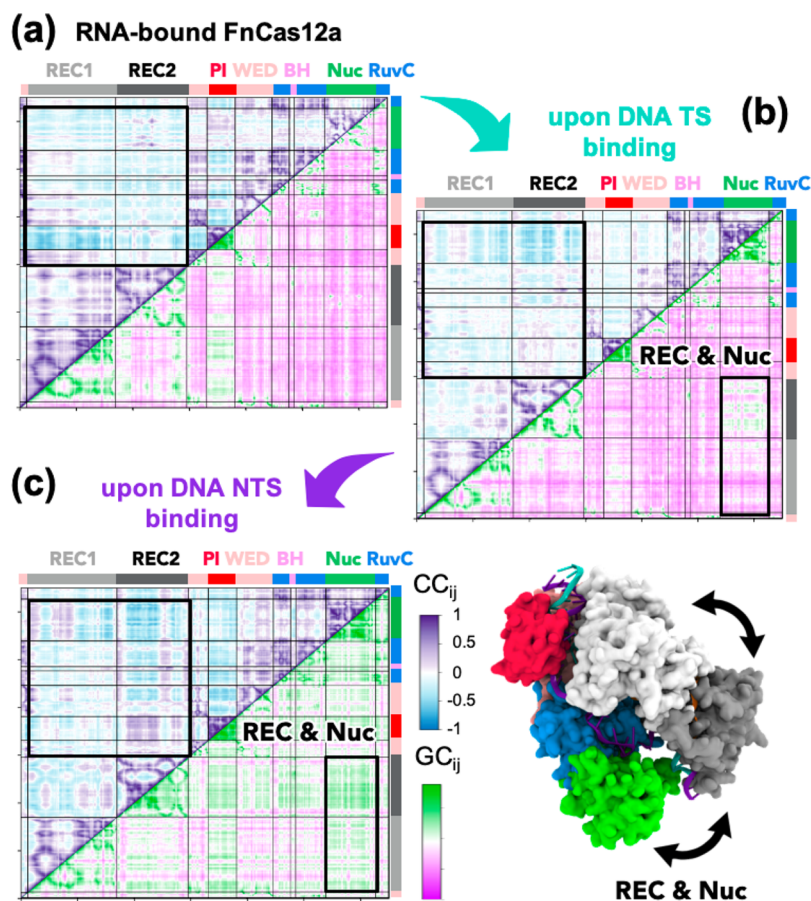 (a) RNA-bound FnCas12a
REC1 REC2 PI WED BH Nuc RuvC
upon DNA TS
binding
(b)
REC1 REC2 PI WED BH Nuc RuvC
REC & Nuc
(c)
upon DNA NTS
binding
REC1 REC2 PI WED BH Nuc RuvC
REC & Nuc
CCij
1
0.5
0
-0.5
-1
GCij
REC & Nuc